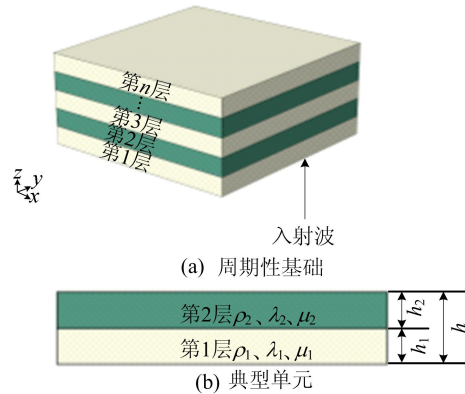 第n层
⋮
第3层
第2层
第1层
z
y
x
入射波
(a) 周期性基础
第2层ρ₂、λ₂、μ₂
第1层ρ₁、λ₁、μ₁
h₂
h₁
h
(b) 典型单元